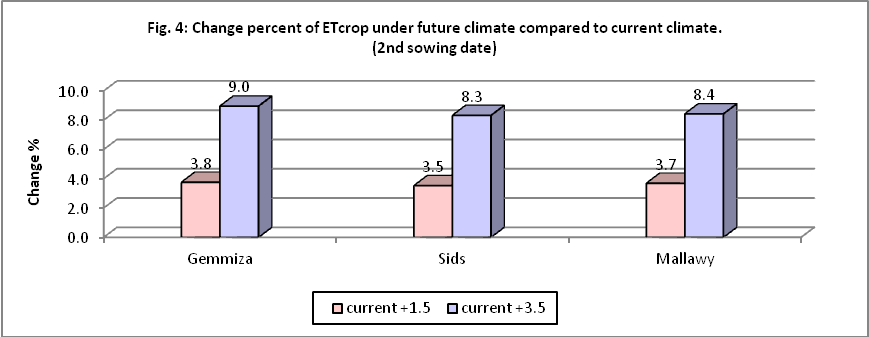 Fig. 4: Change percent of ETcrop under future climate compared to current climate.
(2nd sowing date)
Change %
10.0
8.0
6.0
4.0
2.0
0.0
3.8
9.0
3.5
8.3
3.7
8.4
Gemmiza
Sids
Mallawy
current +1.5
current +3.5